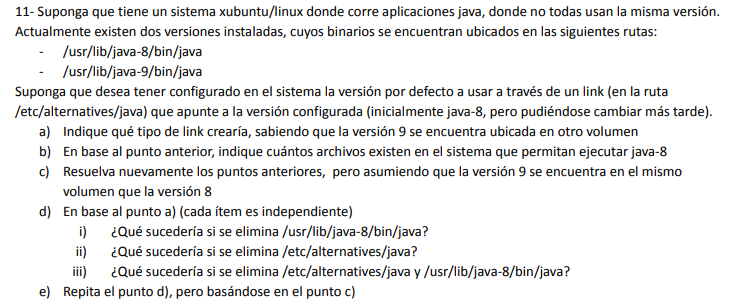 11- Suponga que tiene un sistema xubuntu/linux donde corre aplicaciones java, donde no todas usan la misma versión.
Actualmente existen dos versiones instaladas, cuyos binarios se encuentran ubicados en las siguientes rutas:
- /usr/lib/java-8/bin/java
- /usr/lib/java-9/bin/java
Suponga que desea tener configurado en el sistema la versión por defecto a usar a través de un link (en la ruta
/etc/alternatives/java) que apunte a la versión configurada (inicialmente java-8, pero pudiéndose cambiar más tarde).
a) Indique qué tipo de link crearía, sabiendo que la versión 9 se encuentra ubicada en otro volumen
b) En base al punto anterior, indique cuántos archivos existen en el sistema que permitan ejecutar java-8
c) Resuelva nuevamente los puntos anteriores, pero asumiendo que la versión 9 se encuentra en el mismo
volumen que la versión 8
d) En base al punto a) (cada ítem es independiente)
i) ¿Qué sucedería si se elimina /usr/lib/java-8/bin/java?
ii) ¿Qué sucedería si se elimina /etc/alternatives/java?
iii) ¿Qué sucedería si se elimina /etc/alternatives/java y /usr/lib/java-8/bin/java?
e) Repita el punto d), pero basándose en el punto c)